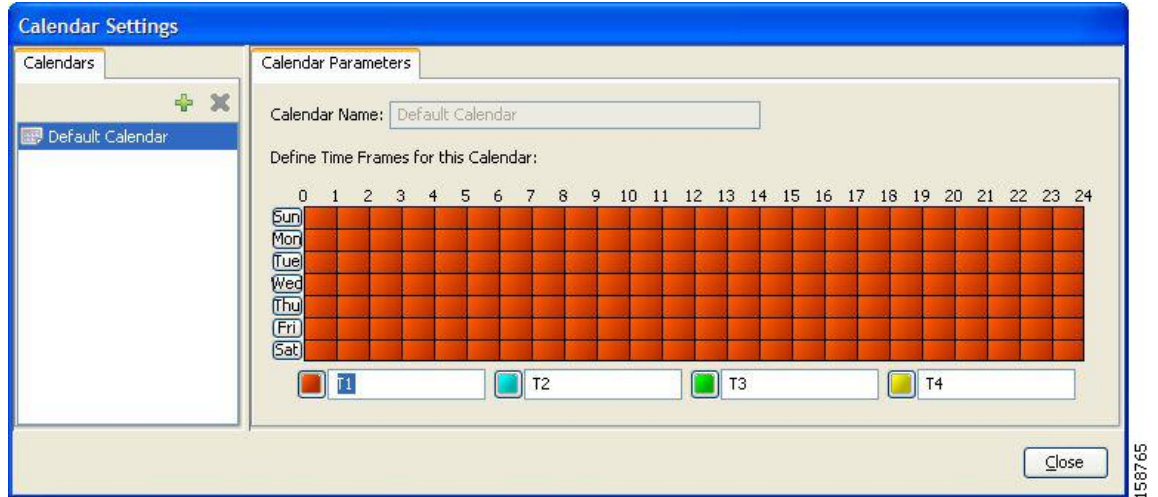 Calendar Settings
Calendars
Calendar Parameters
Calendar Name: Default Calendar
Default Calendar
Define Time Frames for this Calendar:
0 1 2 3 4 5 6 7 8 9 10 11 12 13 14 15 16 17 18 19 20 21 22 23 24
Sun
Mon
Tue
Wed
Thu
Fri
Sat
T1 T2 T3 T4
Close
158765